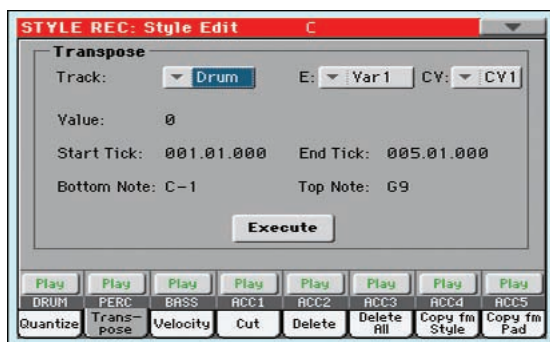 STYLE REC: Style Edit C
Transpose
Track: Drum E: Var1 CV: CV1
Value: 0
Start Tick: 001.01.000 End Tick: 005.01.000
Bottom Note: C-1 Top Note: G9
Execute
Play Play Play Play Play Play Play Play
DRUM PERC BASS ACC1 ACC2 ACC3 ACC4 ACC5
Quantize Trans-pose Velocity Cut Delete Delete All Copy fm Style Copy fm Pad